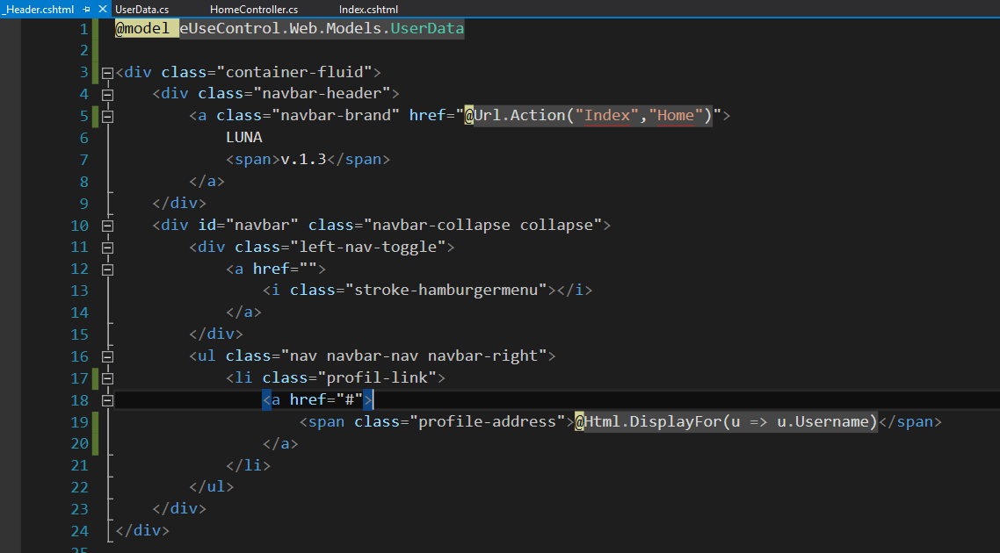 _Header.cshtml UserData.cs HomeController.cs Index.cshtml
1 @model eUseControl.Web.Models.UserData
2
3 <div class="container-fluid">
4     <div class="navbar-header">
5         <a class="navbar-brand" href="@Url.Action("Index","Home")">
6             LUNA
7             <span>v.1.3</span>
8         </a>
9     </div>
10     <div id="navbar" class="navbar-collapse collapse">
11         <div class="left-nav-toggle">
12             <a href="">
13                 <i class="stroke-hamburgermenu"></i>
14             </a>
15         </div>
16         <ul class="nav navbar-nav navbar-right">
17             <li class="profil-link">
18                 <a href="#">
19                     <span class="profile-address">@Html.DisplayFor(u => u.Username)</span>
20                 </a>
21             </li>
22         </ul>
23     </div>
24 </div>
25